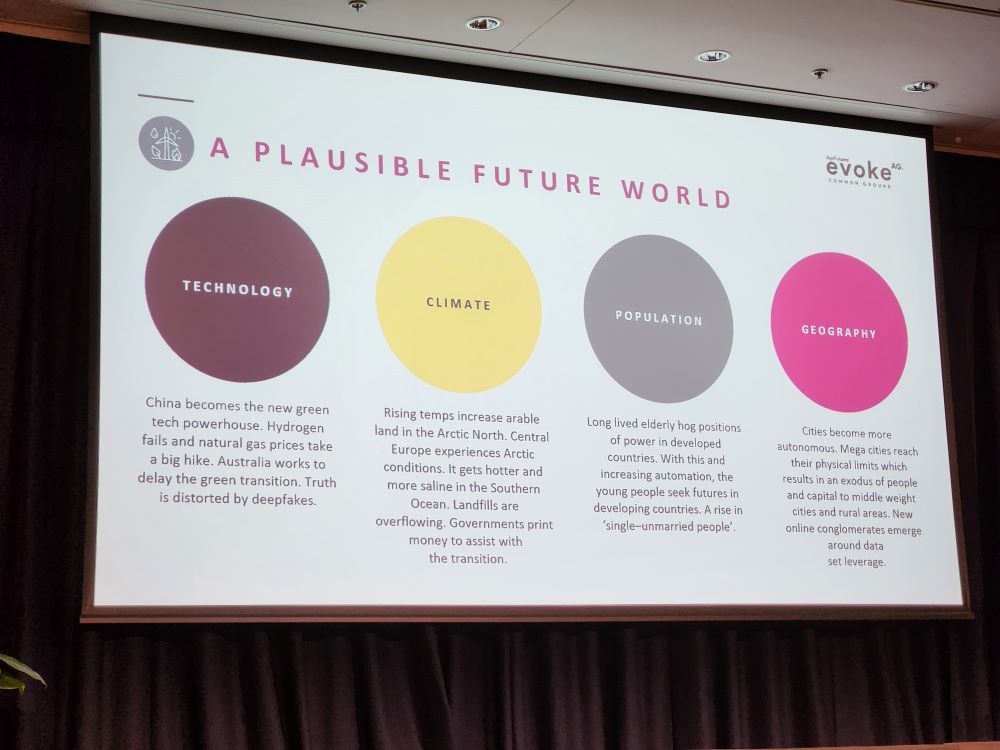 A PLAUSIBLE FUTURE WORLD
evoke AG.
COMMON GROUND
TECHNOLOGY
China becomes the new green
tech powerhouse. Hydrogen
fails and natural gas prices take
a big hike. Australia works to
delay the green transition. Truth
is distorted by deepfakes.
CLIMATE
Rising temps increase arable
land in the Arctic North. Central
Europe experiences Arctic
conditions. It gets hotter and
more saline in the Southern
Ocean. Landfills are
overflowing. Governments print
money to assist with
the transition.
POPULATION
Long lived elderly hog positions
of power in developed
countries. With this and
increasing automation, the
young people seek futures in
developing countries. A rise in
‘single–unmarried people’.
GEOGRAPHY
Cities become more
autonomous. Mega cities reach
their physical limits which
results in an exodus of people
and capital to middle weight
cities and rural areas. New
online conglomerates emerge
around data
set leverage.